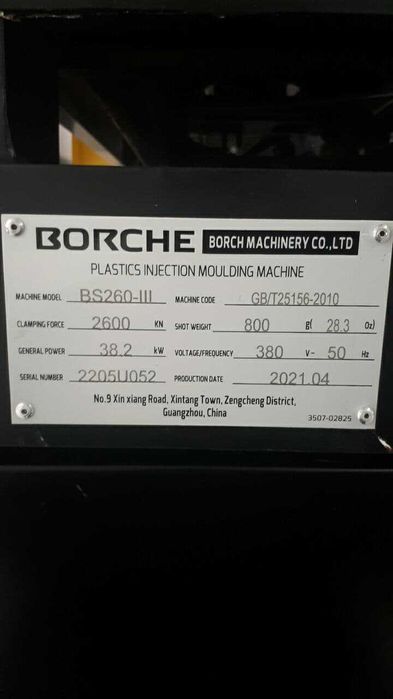 BORCHE BORCH MACHINERY CO.,LTD
PLASTICS INJECTION MOULDING MACHINE
MACHINE MODEL BS260-III MACHINE CODE GB/T25156-2010
CLAMPING FORCE 2600 KN SHOT WEIGHT 800 g( 28.3 Oz)
GENERAL POWER 38.2 kW VOLTAGE/FREQUENCY 380 V~ 50 Hz
SERIAL NUMBER 2205U052 PRODUCTION DATE 2021.04
No.9 Xin xiang Road, Xintang Town, Zengcheng District,
Guangzhou, China
3507-02825